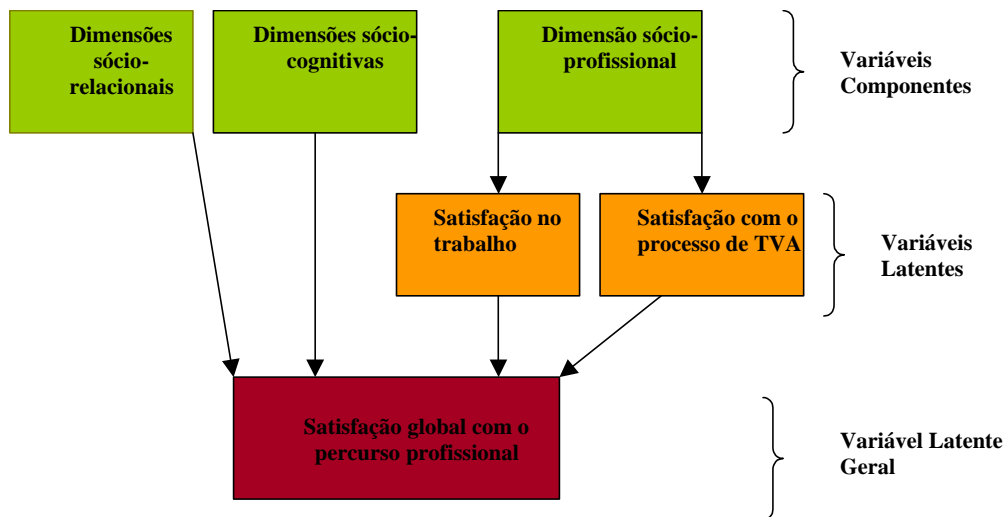 Dimensões
sócio-
relacionais
Dimensões sócio-
cognitivas
Dimensão sócio-
profissional
Variáveis
Componentes
Satisfação no
trabalho
Satisfação com o
processo de TVA
Variáveis
Latentes
Satisfação global com o
percurso profissional
Variável Latente
Geral